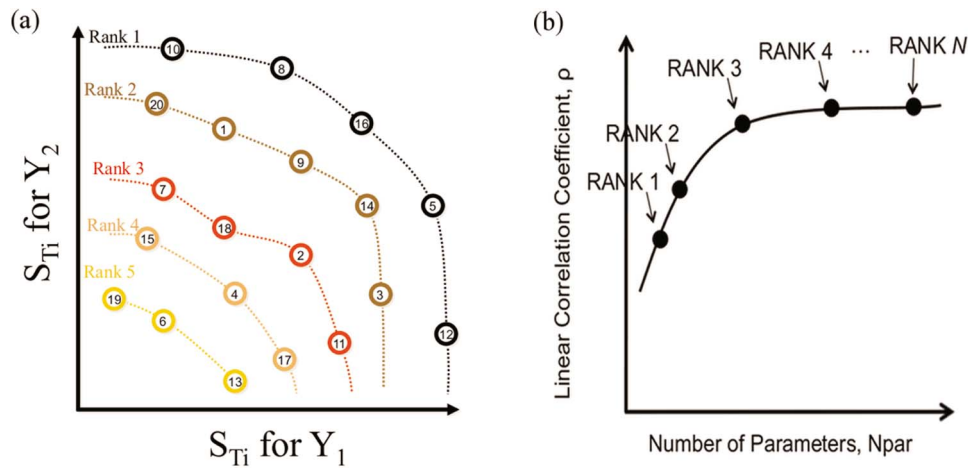 (a)
Rank 1
10
8
Rank 2
20
1
16
9
Rank 3
7
14
5
18
Rank 4
15
2
Rank 5
19
4
3
6
12
11
17
13
S_Ti for Y_2
S_Ti for Y_1
(b)
RANK 4 ... RANK N
RANK 3
RANK 2
RANK 1
Linear Correlation Coefficient, ρ
Number of Parameters, Npar